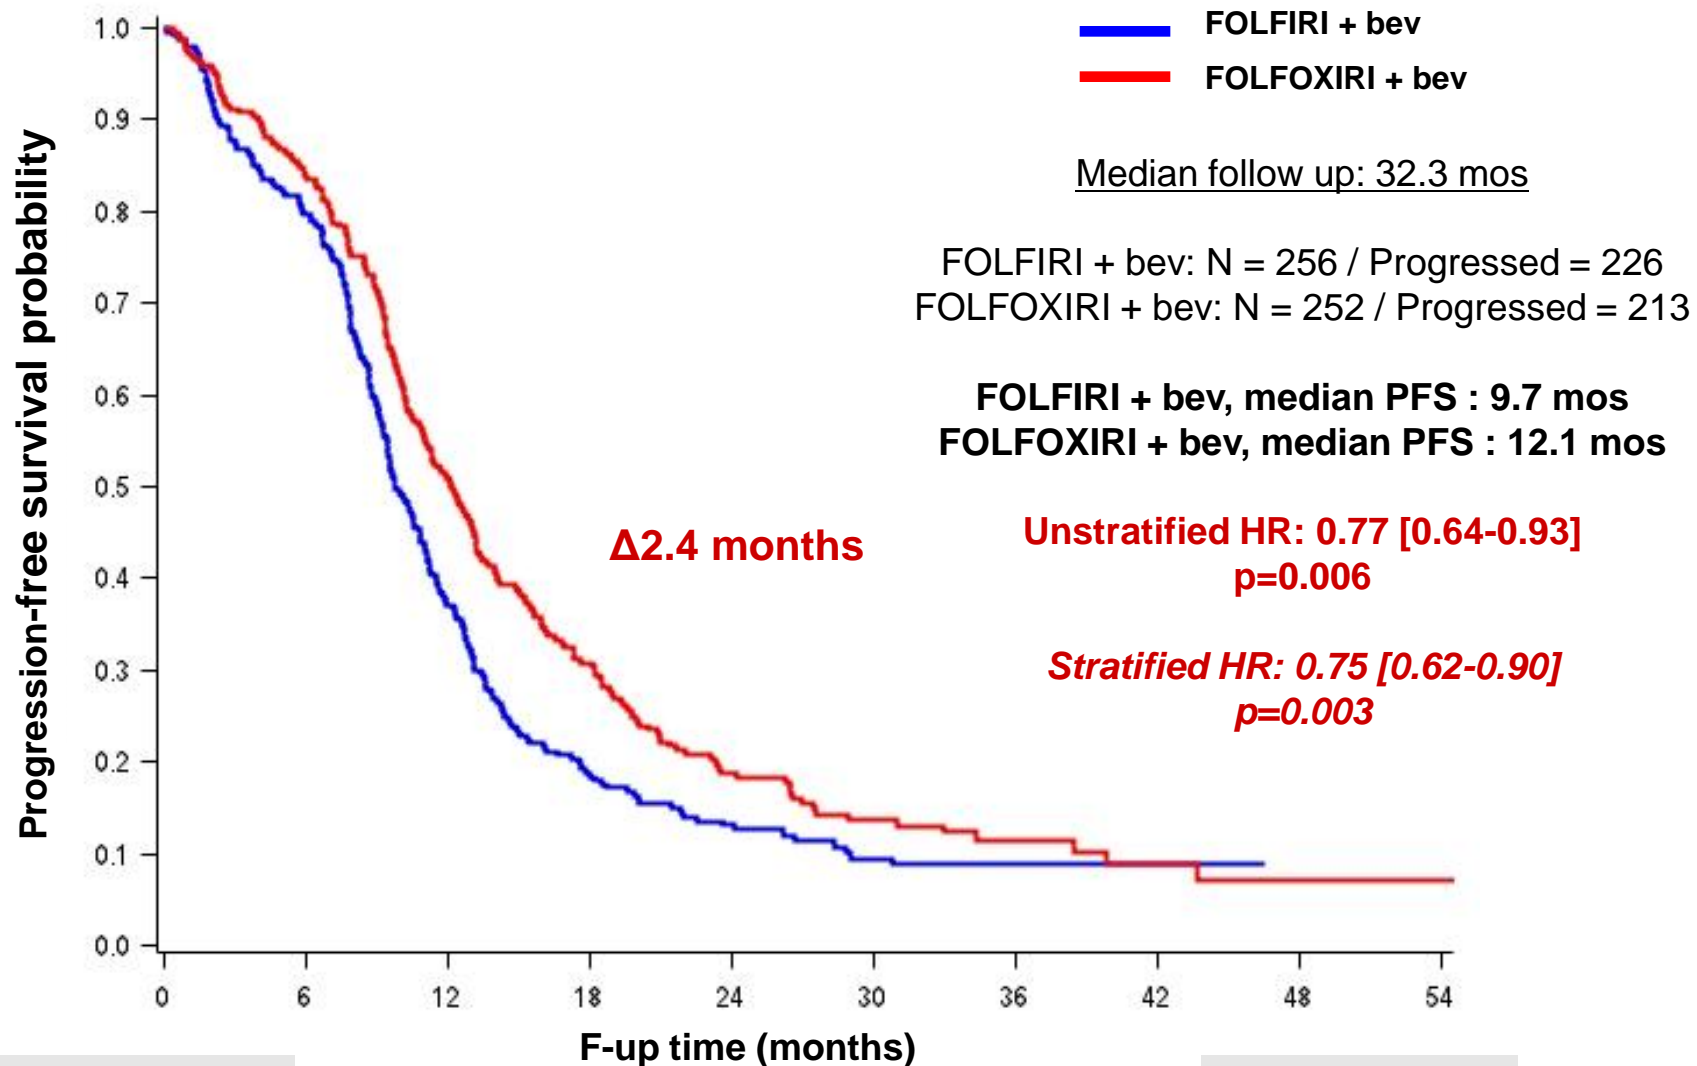 FOLFIRI + bev
FOLFOXIRI + bev
Median follow up: 32.3 mos
FOLFIRI + bev: N = 256 / Progressed = 226
FOLFOXIRI + bev: N = 252 / Progressed = 213
FOLFIRI + bev, median PFS : 9.7 mos
FOLFOXIRI + bev, median PFS : 12.1 mos
Δ2.4 months
Unstratified HR: 0.77 [0.64-0.93]
p=0.006
Stratified HR: 0.75 [0.62-0.90]
p=0.003
Progression-free survival probability
1.0
0.9
0.8
0.7
0.6
0.5
0.4
0.3
0.2
0.1
0.0
0 6 12 18 24 30 36 42 48 54
F-up time (months)